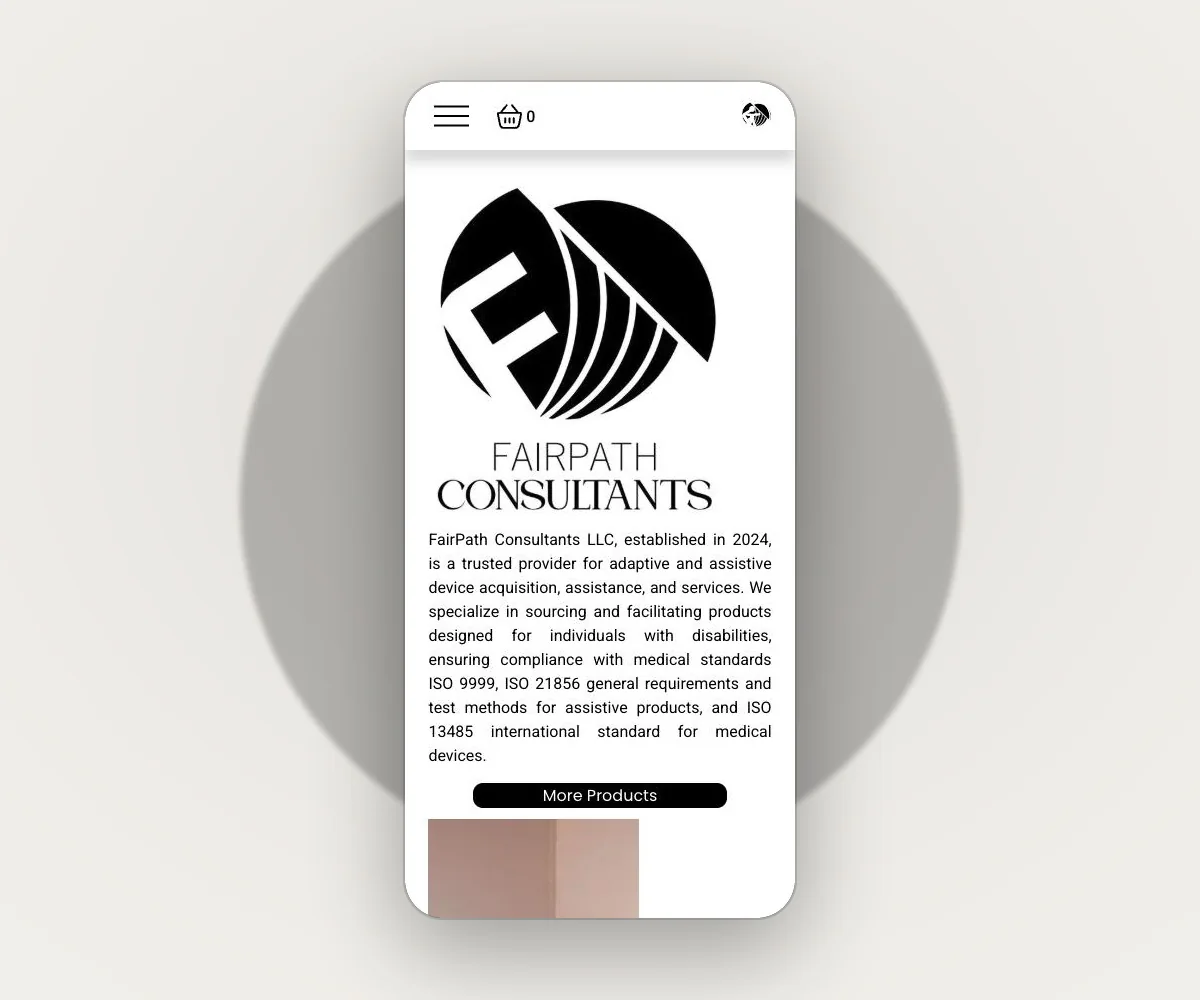 0
FAIRPATH
CONSULTANTS
FairPath Consultants LLC, established in 2024,
is a trusted provider for adaptive and assistive
device acquisition, assistance, and services. We
specialize in sourcing and facilitating products
designed for individuals with disabilities,
ensuring compliance with medical standards
ISO 9999, ISO 21856 general requirements and
test methods for assistive products, and ISO
13485 international standard for medical
devices.
More Products